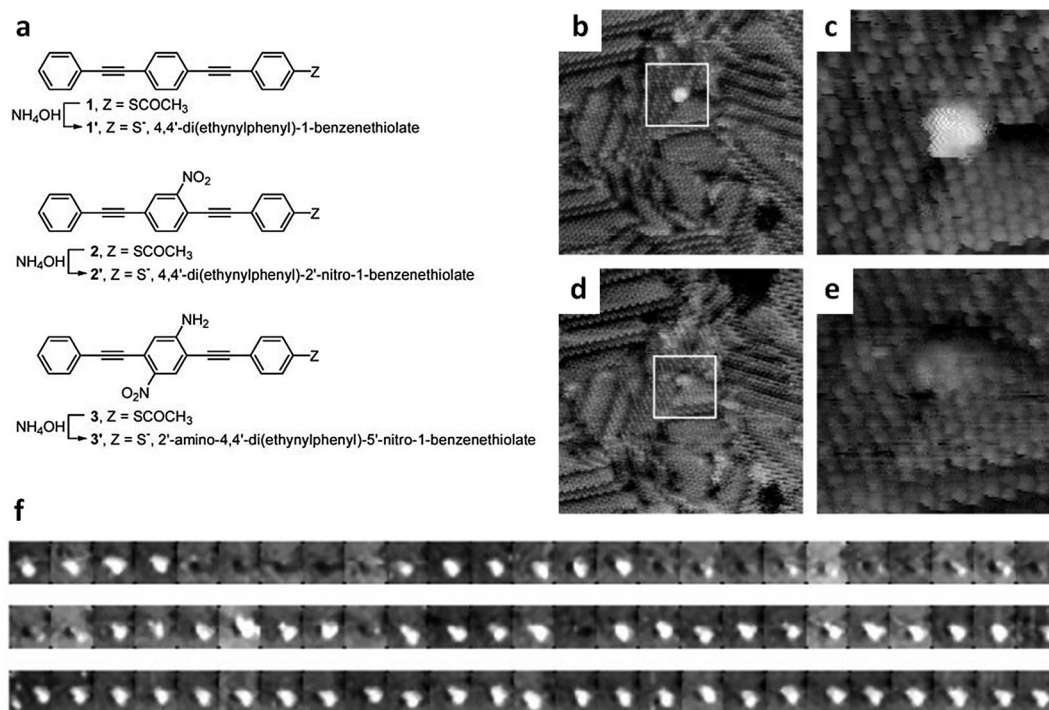 a
Z
1, Z = SCOCH3
NH4OH
1', Z = S-, 4,4'-di(ethynylphenyl)-1-benzenethiolate
NO2
Z
2, Z = SCOCH3
NH4OH
2', Z = S-, 4,4'-di(ethynylphenyl)-2'-nitro-1-benzenethiolate
NH2
Z
O2N
3, Z = SCOCH3
NH4OH
3', Z = S-, 2'-amino-4,4'-di(ethynylphenyl)-5'-nitro-1-benzenethiolate
b
c
d
e
f